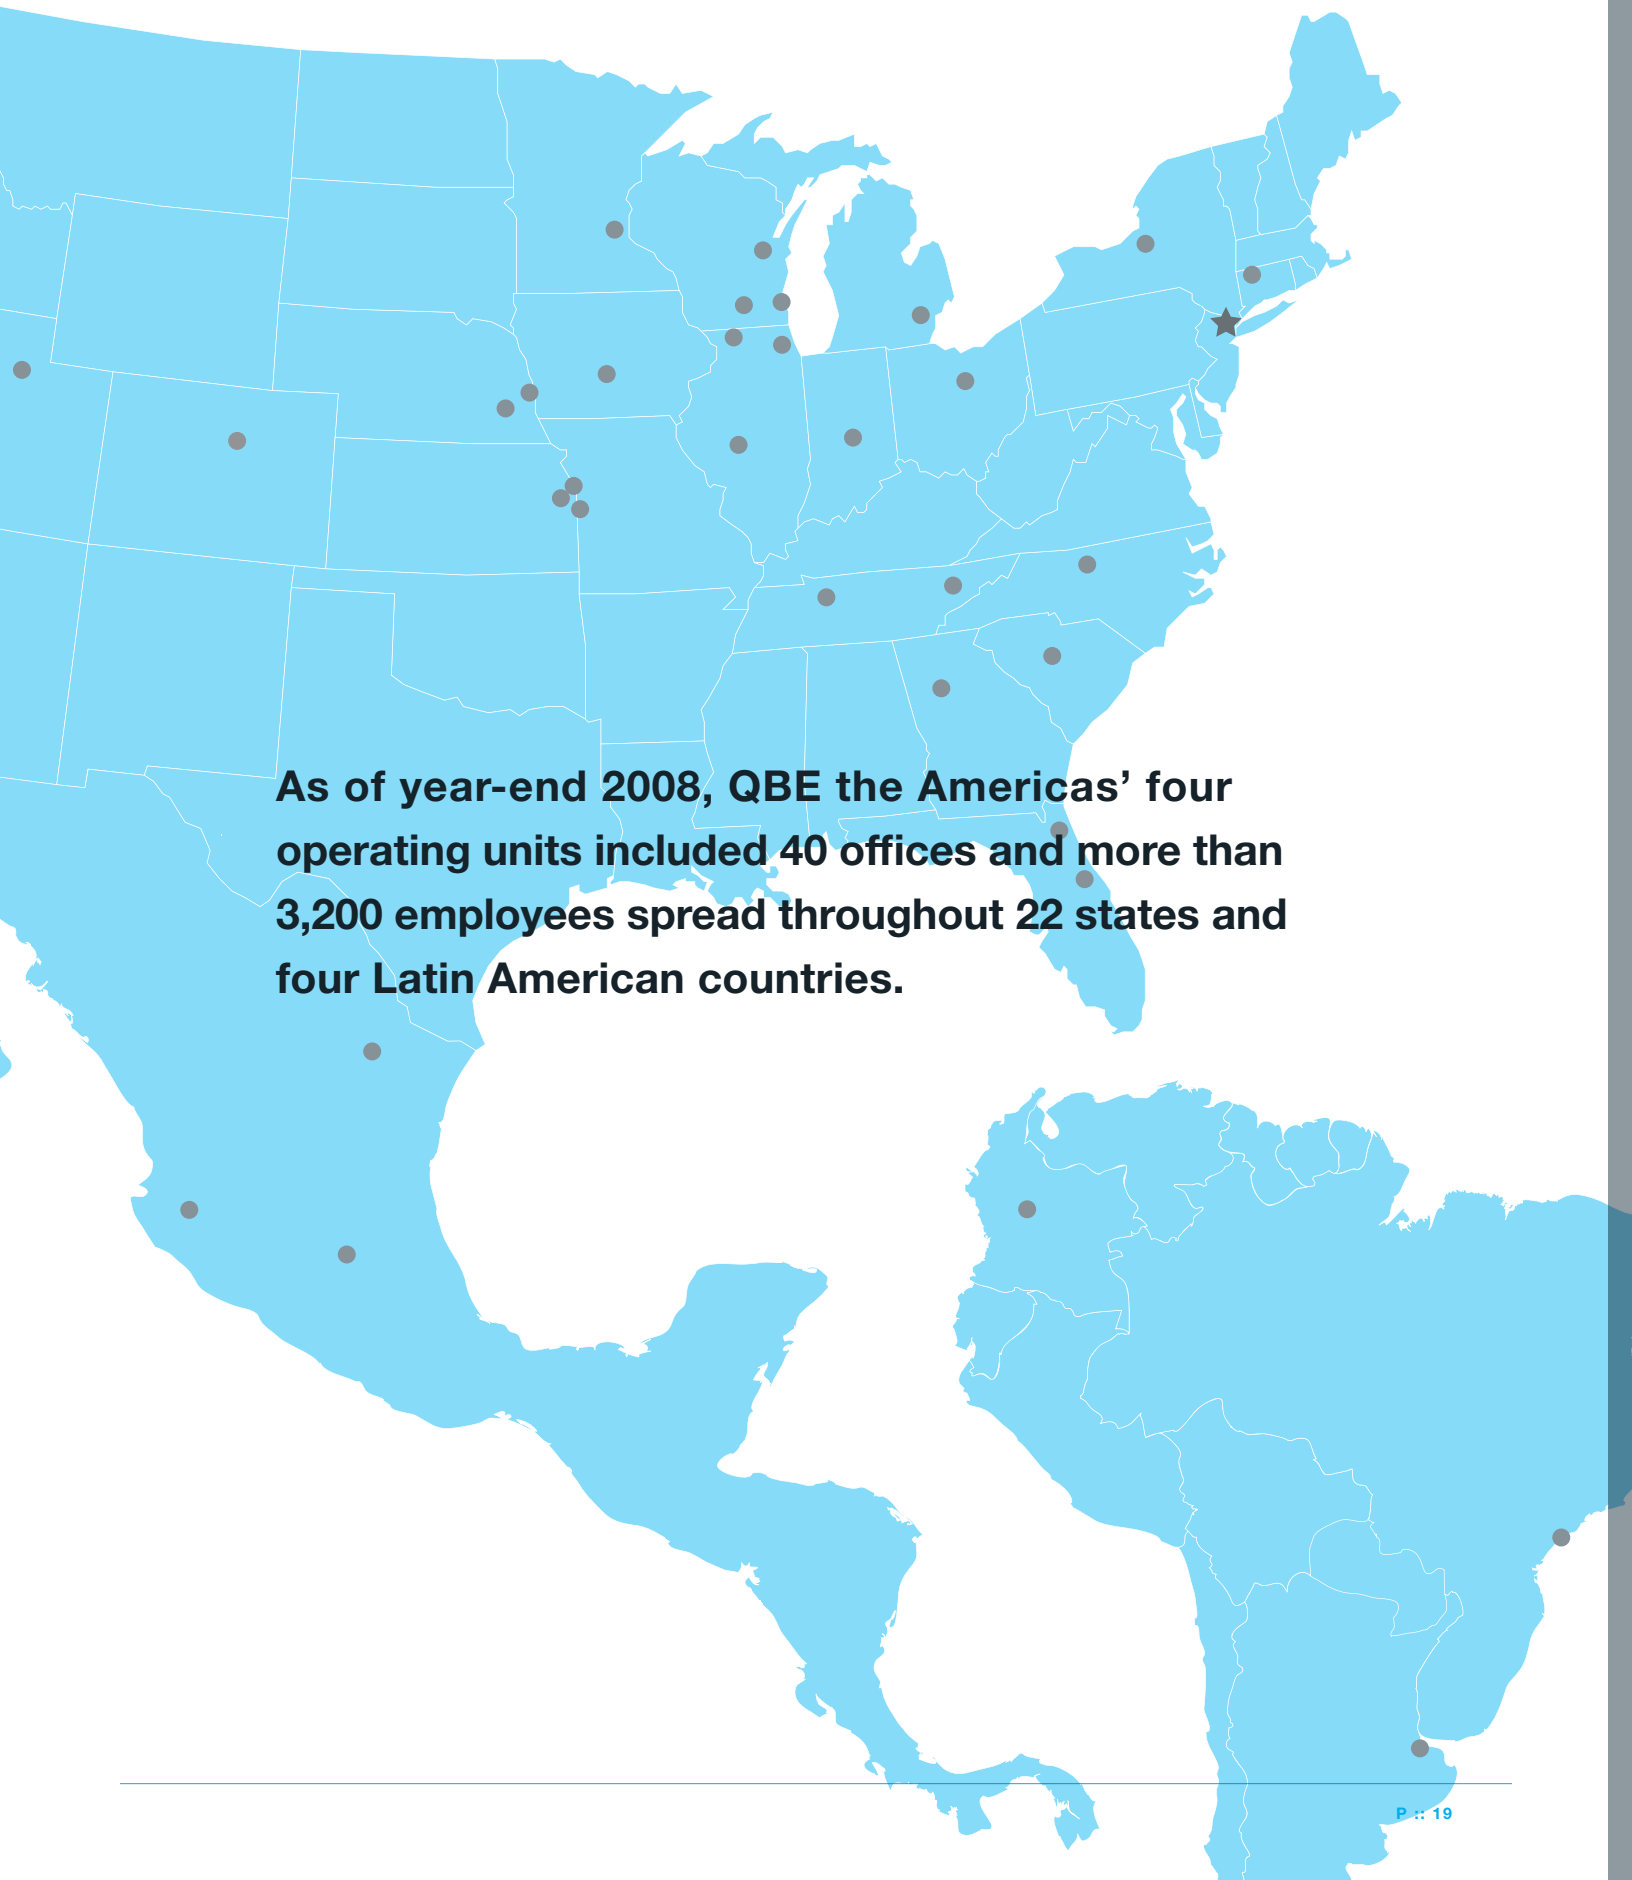 As of year-end 2008, QBE the Americas’ four
operating units included 40 offices and more than
3,200 employees spread throughout 22 states and
four Latin American countries.
P :: 19